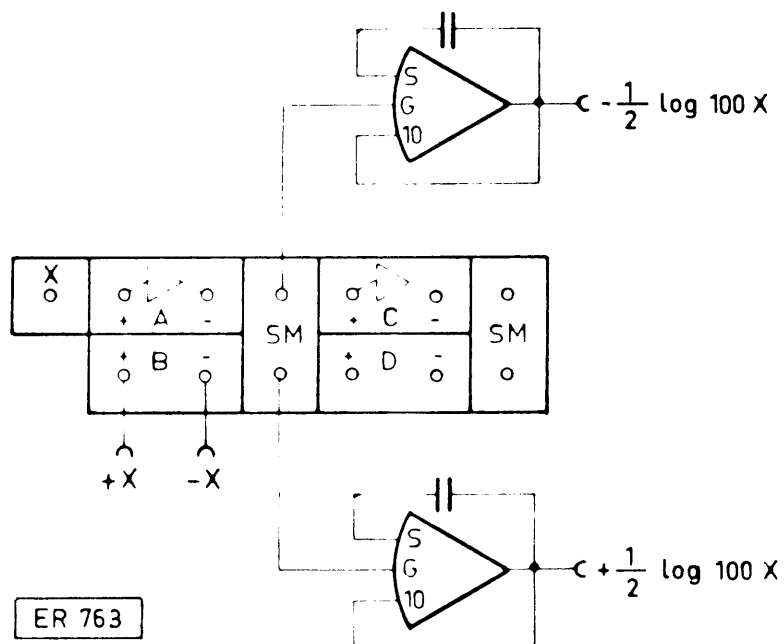 S
G
10
- 1/2 log 100 X
X
+ A -
SM
+ C -
SM
+ B -
+ D -
+X -X
S
G
10
+ 1/2 log 100 X
ER 763